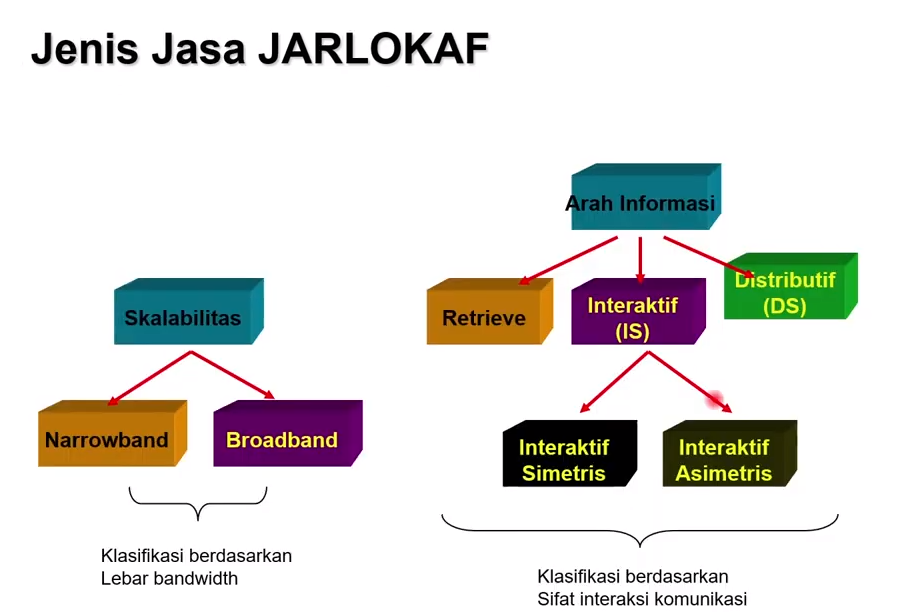 Jenis Jasa JARLOKAF
Arah Informasi
Retrieve
Interaktif
(IS)
Distributif
(DS)
Skalabilitas
Narrowband
Broadband
Interaktif
Simetris
Interaktif
Asimetris
Klasifikasi berdasarkan
Lebar bandwidth
Klasifikasi berdasarkan
Sifat interaksi komunikasi